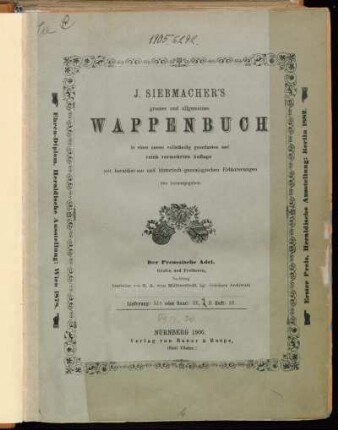 J. SIEBMACHER'S
grosses und allgemeines
WAPPENBUCH
in einer neuen vollständig geordneten und
reich vermehrten Auflage
mit heraldischen und historisch-genealogischen Erläuterungen
neu herausgegeben
Der Preussische Adel.
Grafen und Freiherren,
NÜRNBERG 1906.
Verlag von Bauer & Raspe,
(Emil Küster.)
Ehren-Diplom, Heraldische Ausstellung: Wien 1878.
Erster Preis, Heraldische Ausstellung: Berlin 1882.